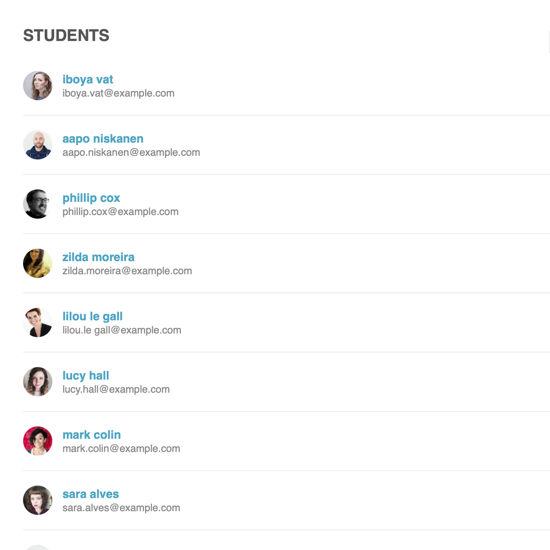 STUDENTS
iboya vat
iboya.vat@example.com
aapo niskanen
aapo.niskanen@example.com
phillip cox
phillip.cox@example.com
zilda moreira
zilda.moreira@example.com
lilou le gall
lilou.le gall@example.com
lucy hall
lucy.hall@example.com
mark colin
mark.colin@example.com
sara alves
sara.alves@example.com